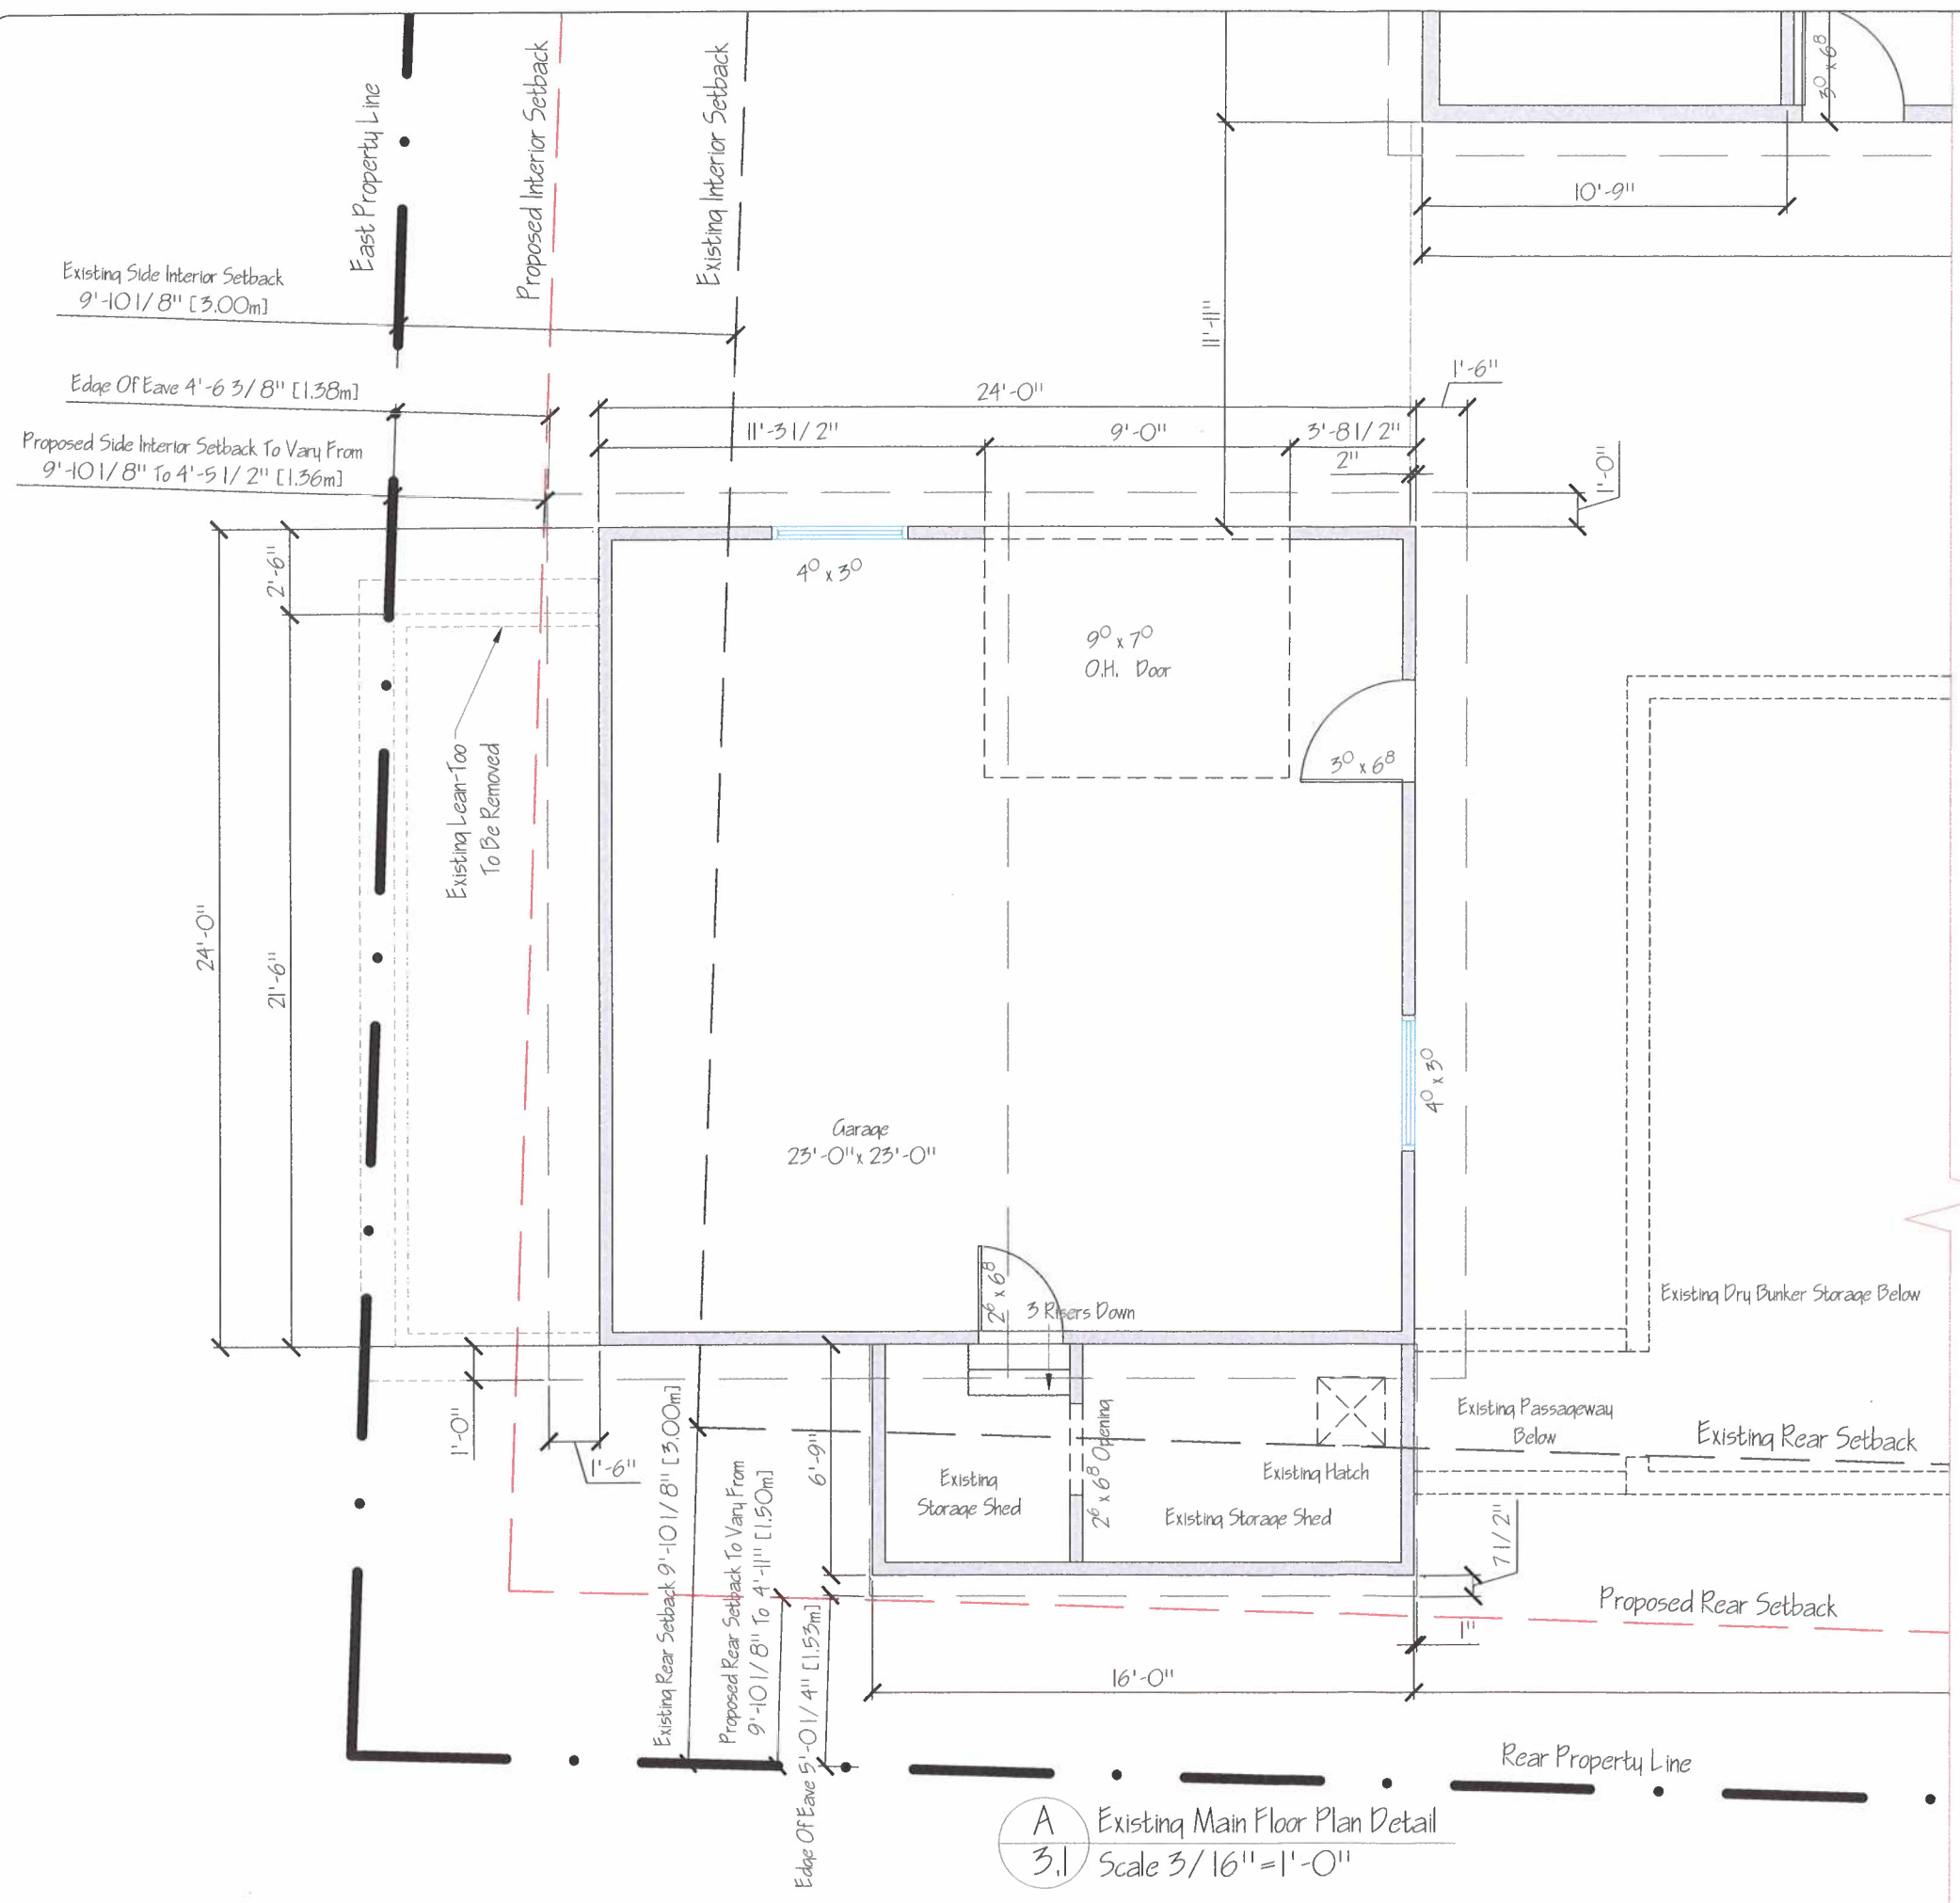 East Property Line
Proposed Interior Setback
Existing Interior Setback
3⁰ x 6⁸
10'-9"
Existing Side Interior Setback
9'-10 1/8" [3.00m]
11'-11"
Edge Of Eave 4'-6 3/8" [1.38m]
24'-0"
1'-6"
Proposed Side Interior Setback To Vary From
9'-10 1/8" To 4'-5 1/2" [1.36m]
11'-3 1/2"
9'-0"
3'-8 1/2"
2"
1'-0"
2'-6"
4⁰ x 3⁰
9⁰ x 7⁰
O.H. Door
3⁰ x 6⁸
Existing Lean-Too
To Be Removed
24'-0"
21'-6"
4⁰ x 3⁰
Garage
23'-0" x 23'-0"
2⁶ x 6⁸
3 Risers Down
Existing Dry Bunker Storage Below
1'-0"
1'-6"
Existing Rear Setback 9'-10 1/8" [3.00m]
Proposed Rear Setback To Vary From
9'-10 1/8" To 4'-11" [1.50m]
6'-9"
Edge Of Eave 5'-0 1/4" [1.53m]
Existing
Storage Shed
2⁶ x 6⁸ Opening
Existing Hatch
Existing Storage Shed
Existing Passageway
Below
Existing Rear Setback
7 1/2"
Proposed Rear Setback
1"
16'-0"
Rear Property Line
A
3.1
Existing Main Floor Plan Detail
Scale 3/16"=1'-0"